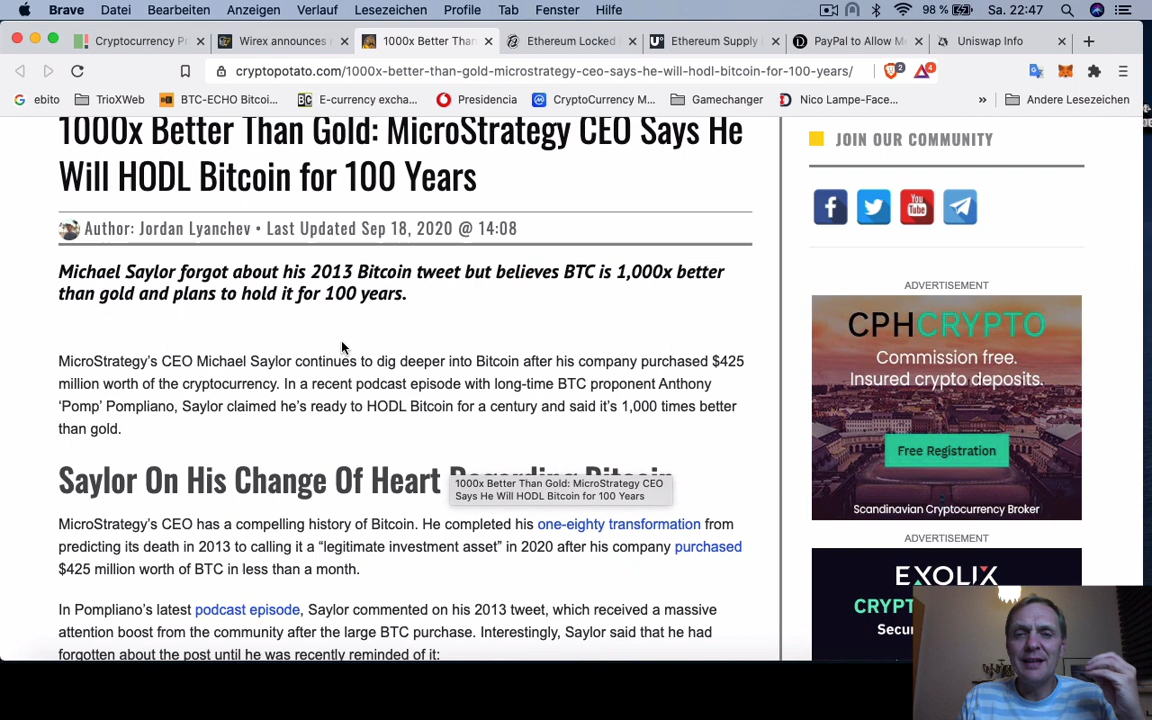 Brave Datei Bearbeiten Anzeigen Verlauf Lesezeichen Profile Tab Fenster Hilfe 98 % Sa. 22:47
Cryptocurrency Pr
Wirex announces
1000x Better Than
Ethereum Locked
Ethereum Supply
PayPal to Allow M
Uniswap Info
cryptopotato.com/1000x-better-than-gold-microstrategy-ceo-says-he-will-hodl-bitcoin-for-100-years/
2
4
ebito TrioXWeb BTC-ECHO Bitcoi... E-currency excha... Presidencia CryptoCurrency M... Gamechanger Nico Lampe-Face... » Andere Lesezeichen
1000x Better Than Gold: MicroStrategy CEO Says He
Will HODL Bitcoin for 100 Years
Author: Jordan Lyanchev • Last Updated Sep 18, 2020 @ 14:08
Michael Saylor forgot about his 2013 Bitcoin tweet but believes BTC is 1,000x better
than gold and plans to hold it for 100 years.
MicroStrategy's CEO Michael Saylor continues to dig deeper into Bitcoin after his company purchased $425
million worth of the cryptocurrency. In a recent podcast episode with long-time BTC proponent Anthony
'Pomp' Pompliano, Saylor claimed he's ready to HODL Bitcoin for a century and said it's 1,000 times better
than gold.
Saylor On His Change Of Heart Regarding Bitcoin
1000x Better Than Gold: MicroStrategy CEO
Says He Will HODL Bitcoin for 100 Years
MicroStrategy's CEO has a compelling history of Bitcoin. He completed his one-eighty transformation from
predicting its death in 2013 to calling it a "legitimate investment asset" in 2020 after his company purchased
$425 million worth of BTC in less than a month.
In Pompliano's latest podcast episode, Saylor commented on his 2013 tweet, which received a massive
attention boost from the community after the large BTC purchase. Interestingly, Saylor said that he had
forgotten about the post until he was recently reminded of it:
JOIN OUR COMMUNITY
You
Tube
ADVERTISEMENT
CPHCRYPTO
Commission free.
Insured crypto deposits.
Free Registration
Scandinavian Cryptocurrency Broker
ADVERTISEMENT
EXOLIX